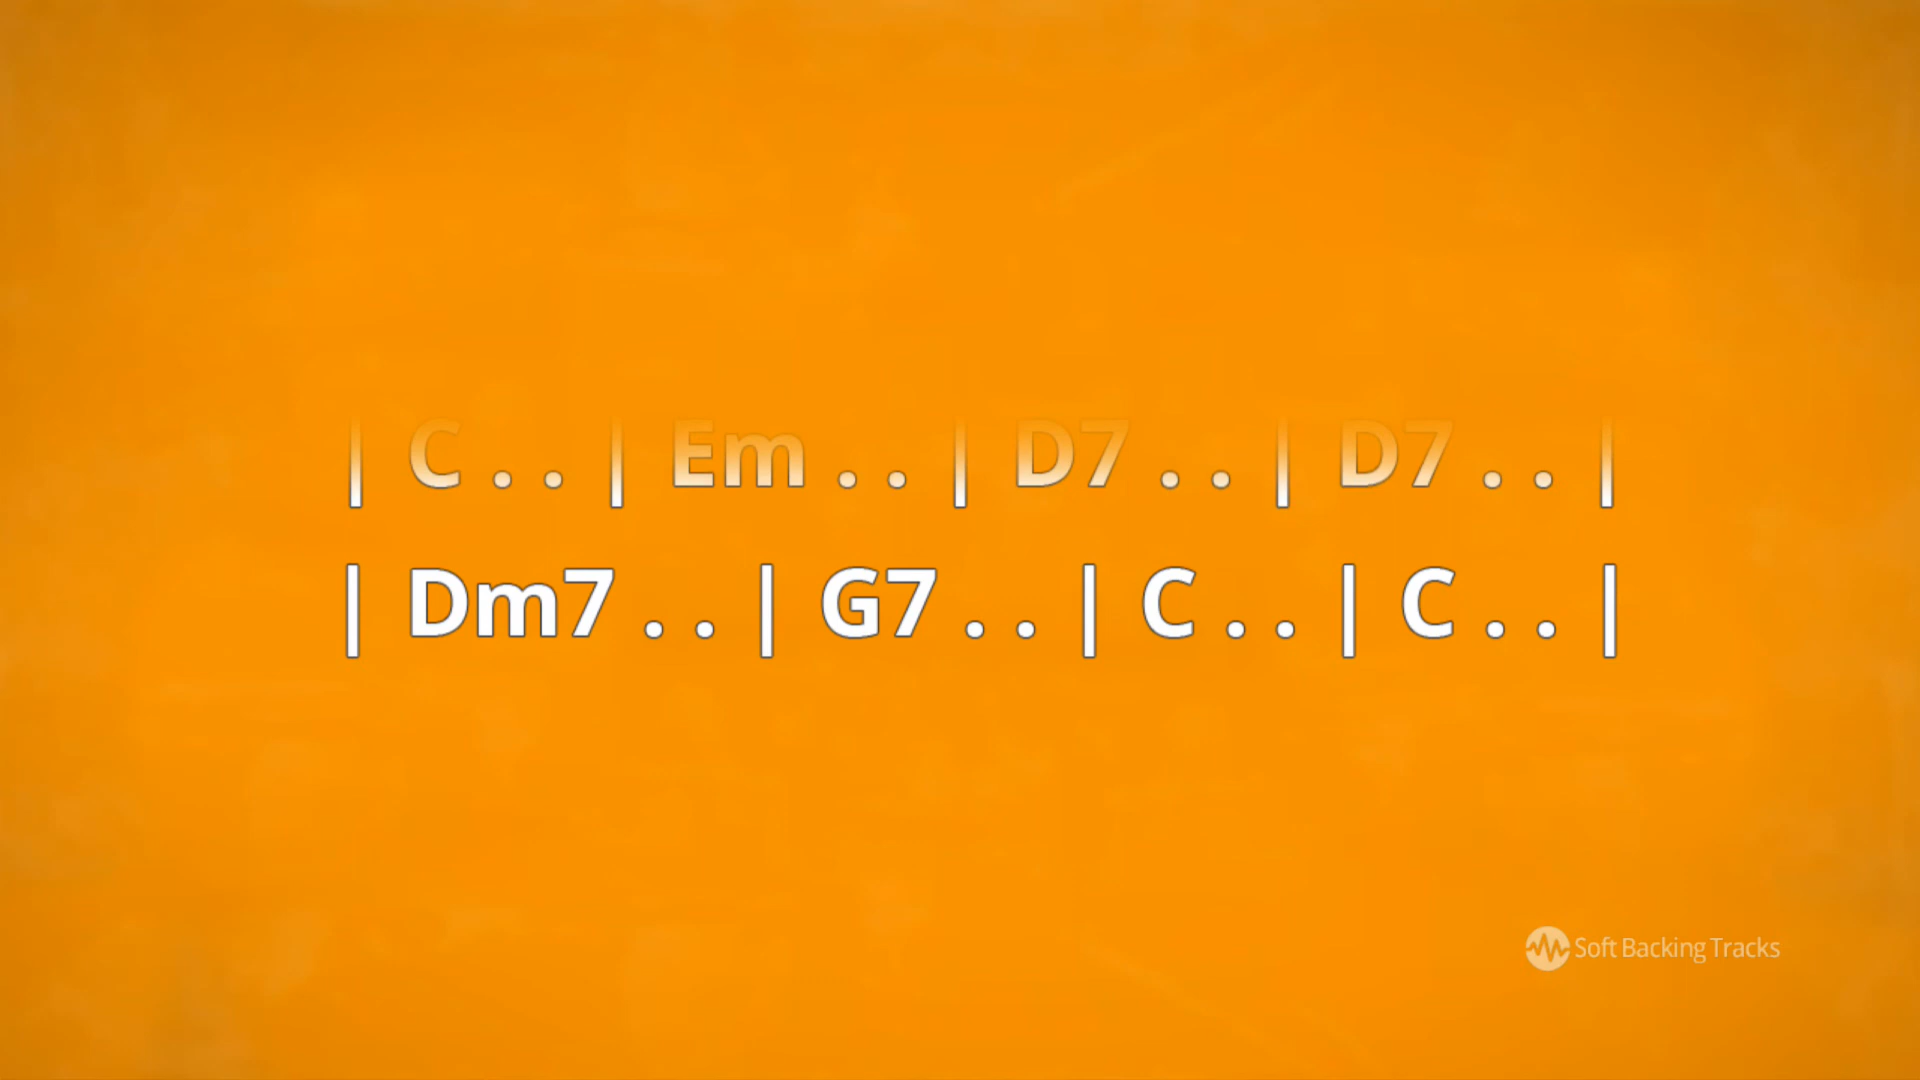 | C . . | Em . . | D7 . . | D7 . . |
| Dm7 . . | G7 . . | C . . | C . . |
Soft Backing Tracks